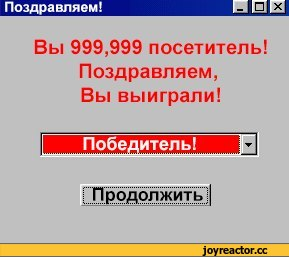 Поздравляем!
Вы 999,999 посетитель!
Поздравляем,
Вы выиграли!
Победитель!
Продолжить
joyreactor.cc